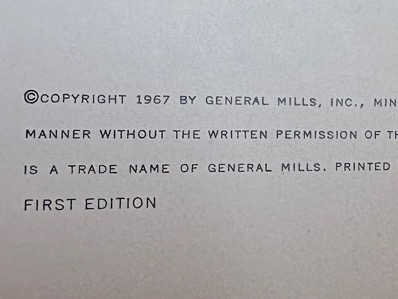 ©COPYRIGHT 1967 BY GENERAL MILLS, INC., MIN
MANNER WITHOUT THE WRITTEN PERMISSION OF TH
IS A TRADE NAME OF GENERAL MILLS. PRINTED
FIRST EDITION